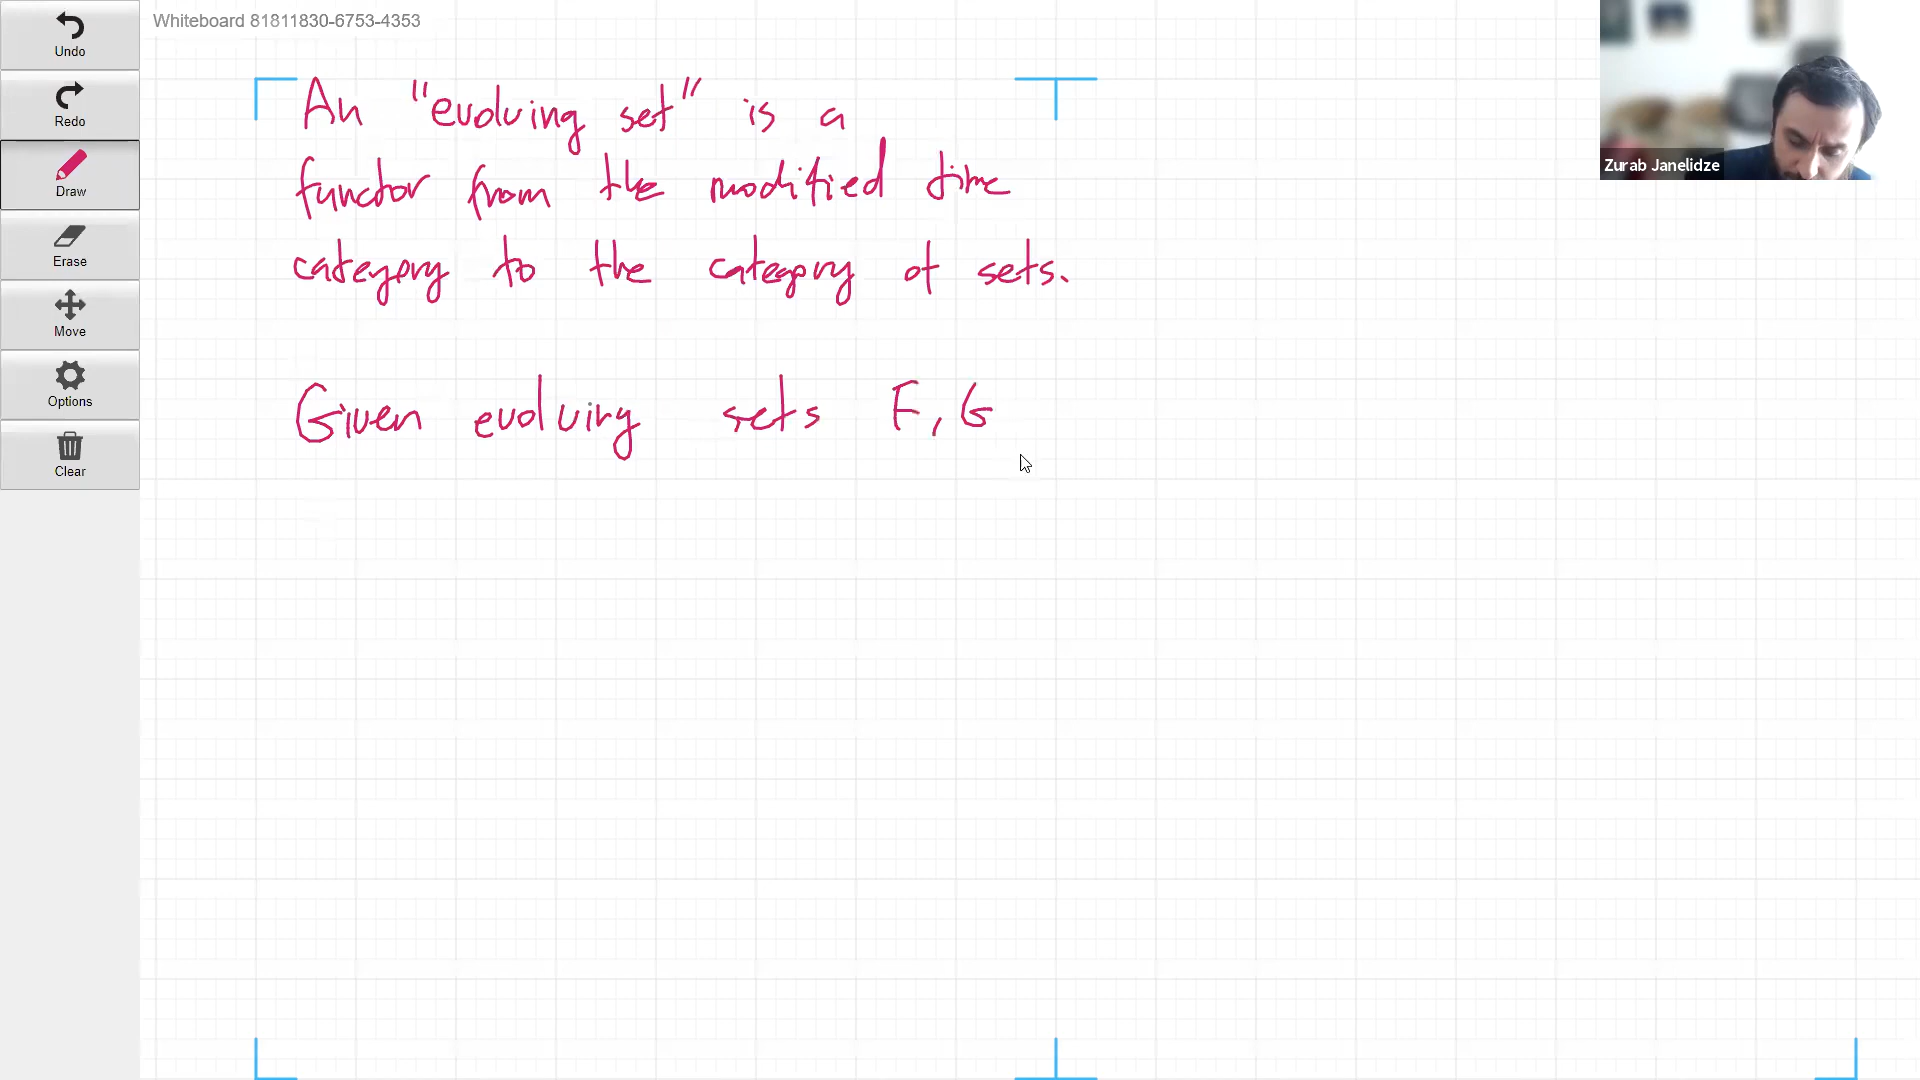 Whiteboard 81811830-6753-4353
Undo
Redo
Draw
Erase
Move
Options
Clear
An "evolving set" is a
functor from the modified time
category to the category of sets.
Given evolving sets F, G
Zurab Janelidze